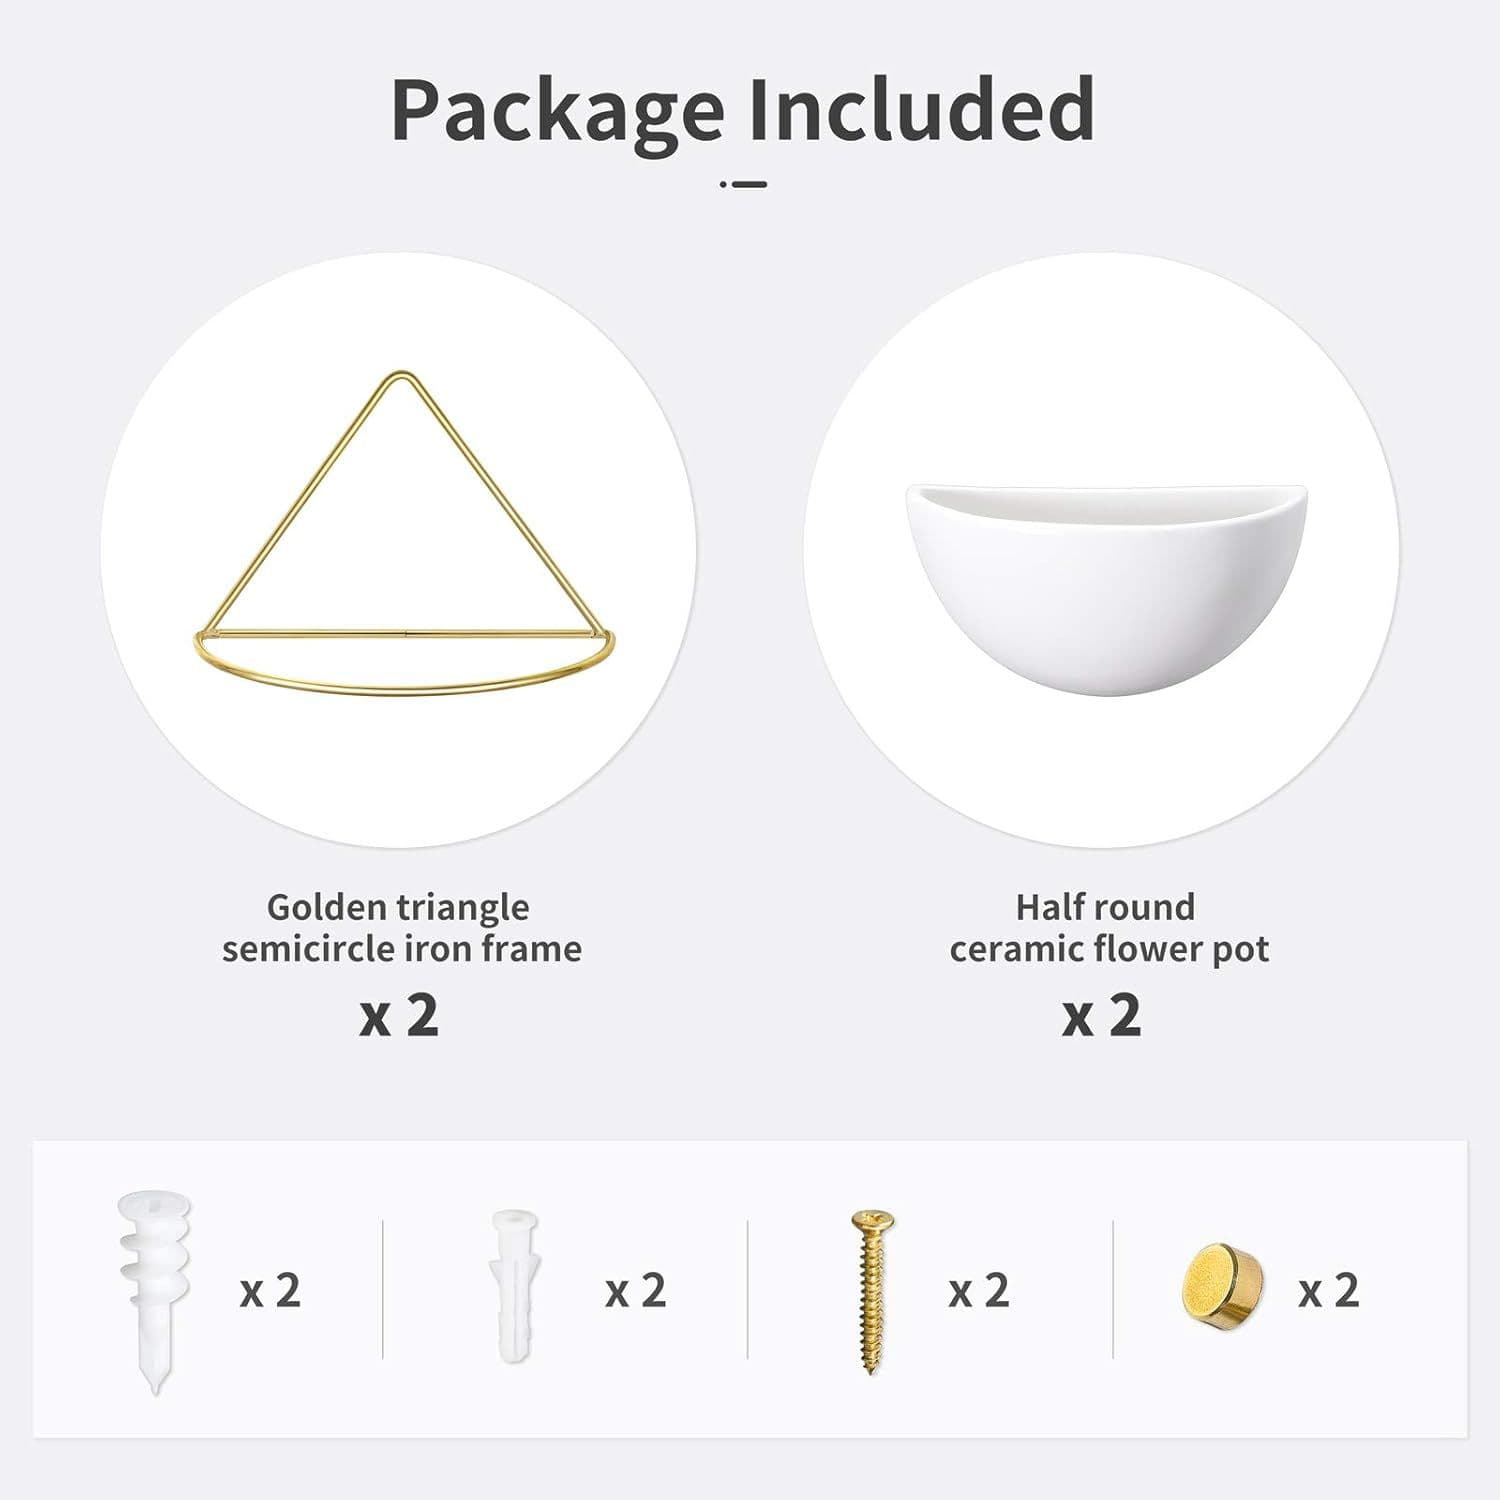 Package Included
Golden triangle
semicircle iron frame
x 2
Half round
ceramic flower pot
x 2
x 2
x 2
x 2
x 2